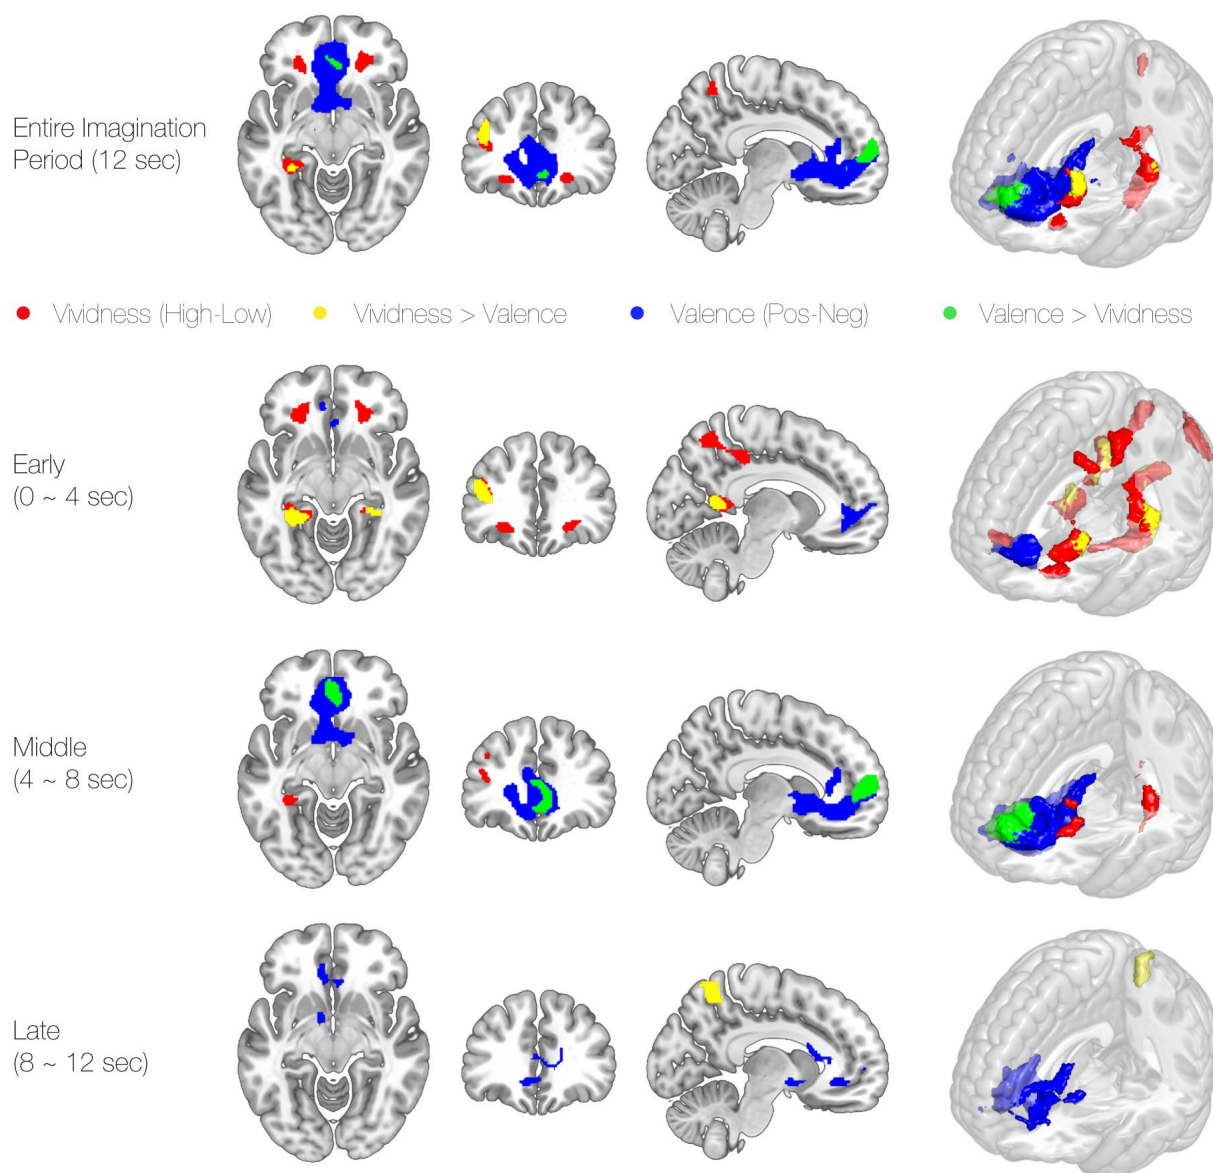 Entire Imagination
Period (12 sec)
Vividness (High-Low)
Vividness > Valence
Valence (Pos-Neg)
Valence > Vividness
Early
(0 ~ 4 sec)
Middle
(4 ~ 8 sec)
Late
(8 ~ 12 sec)